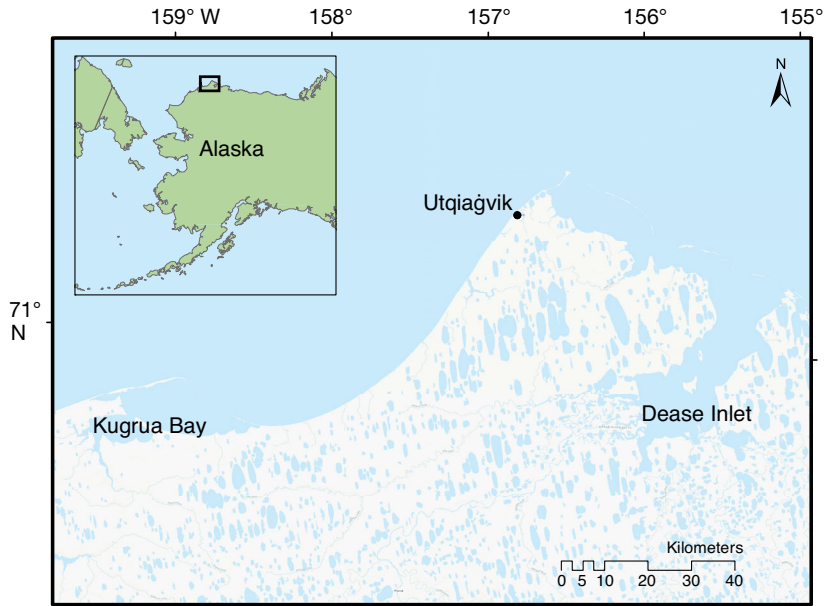 159° W
158°
157°
156°
155°
N
Alaska
Utqiaġvik
71°
N
Kugrua Bay
Dease Inlet
Kilometers
0 5 10 20 30 40